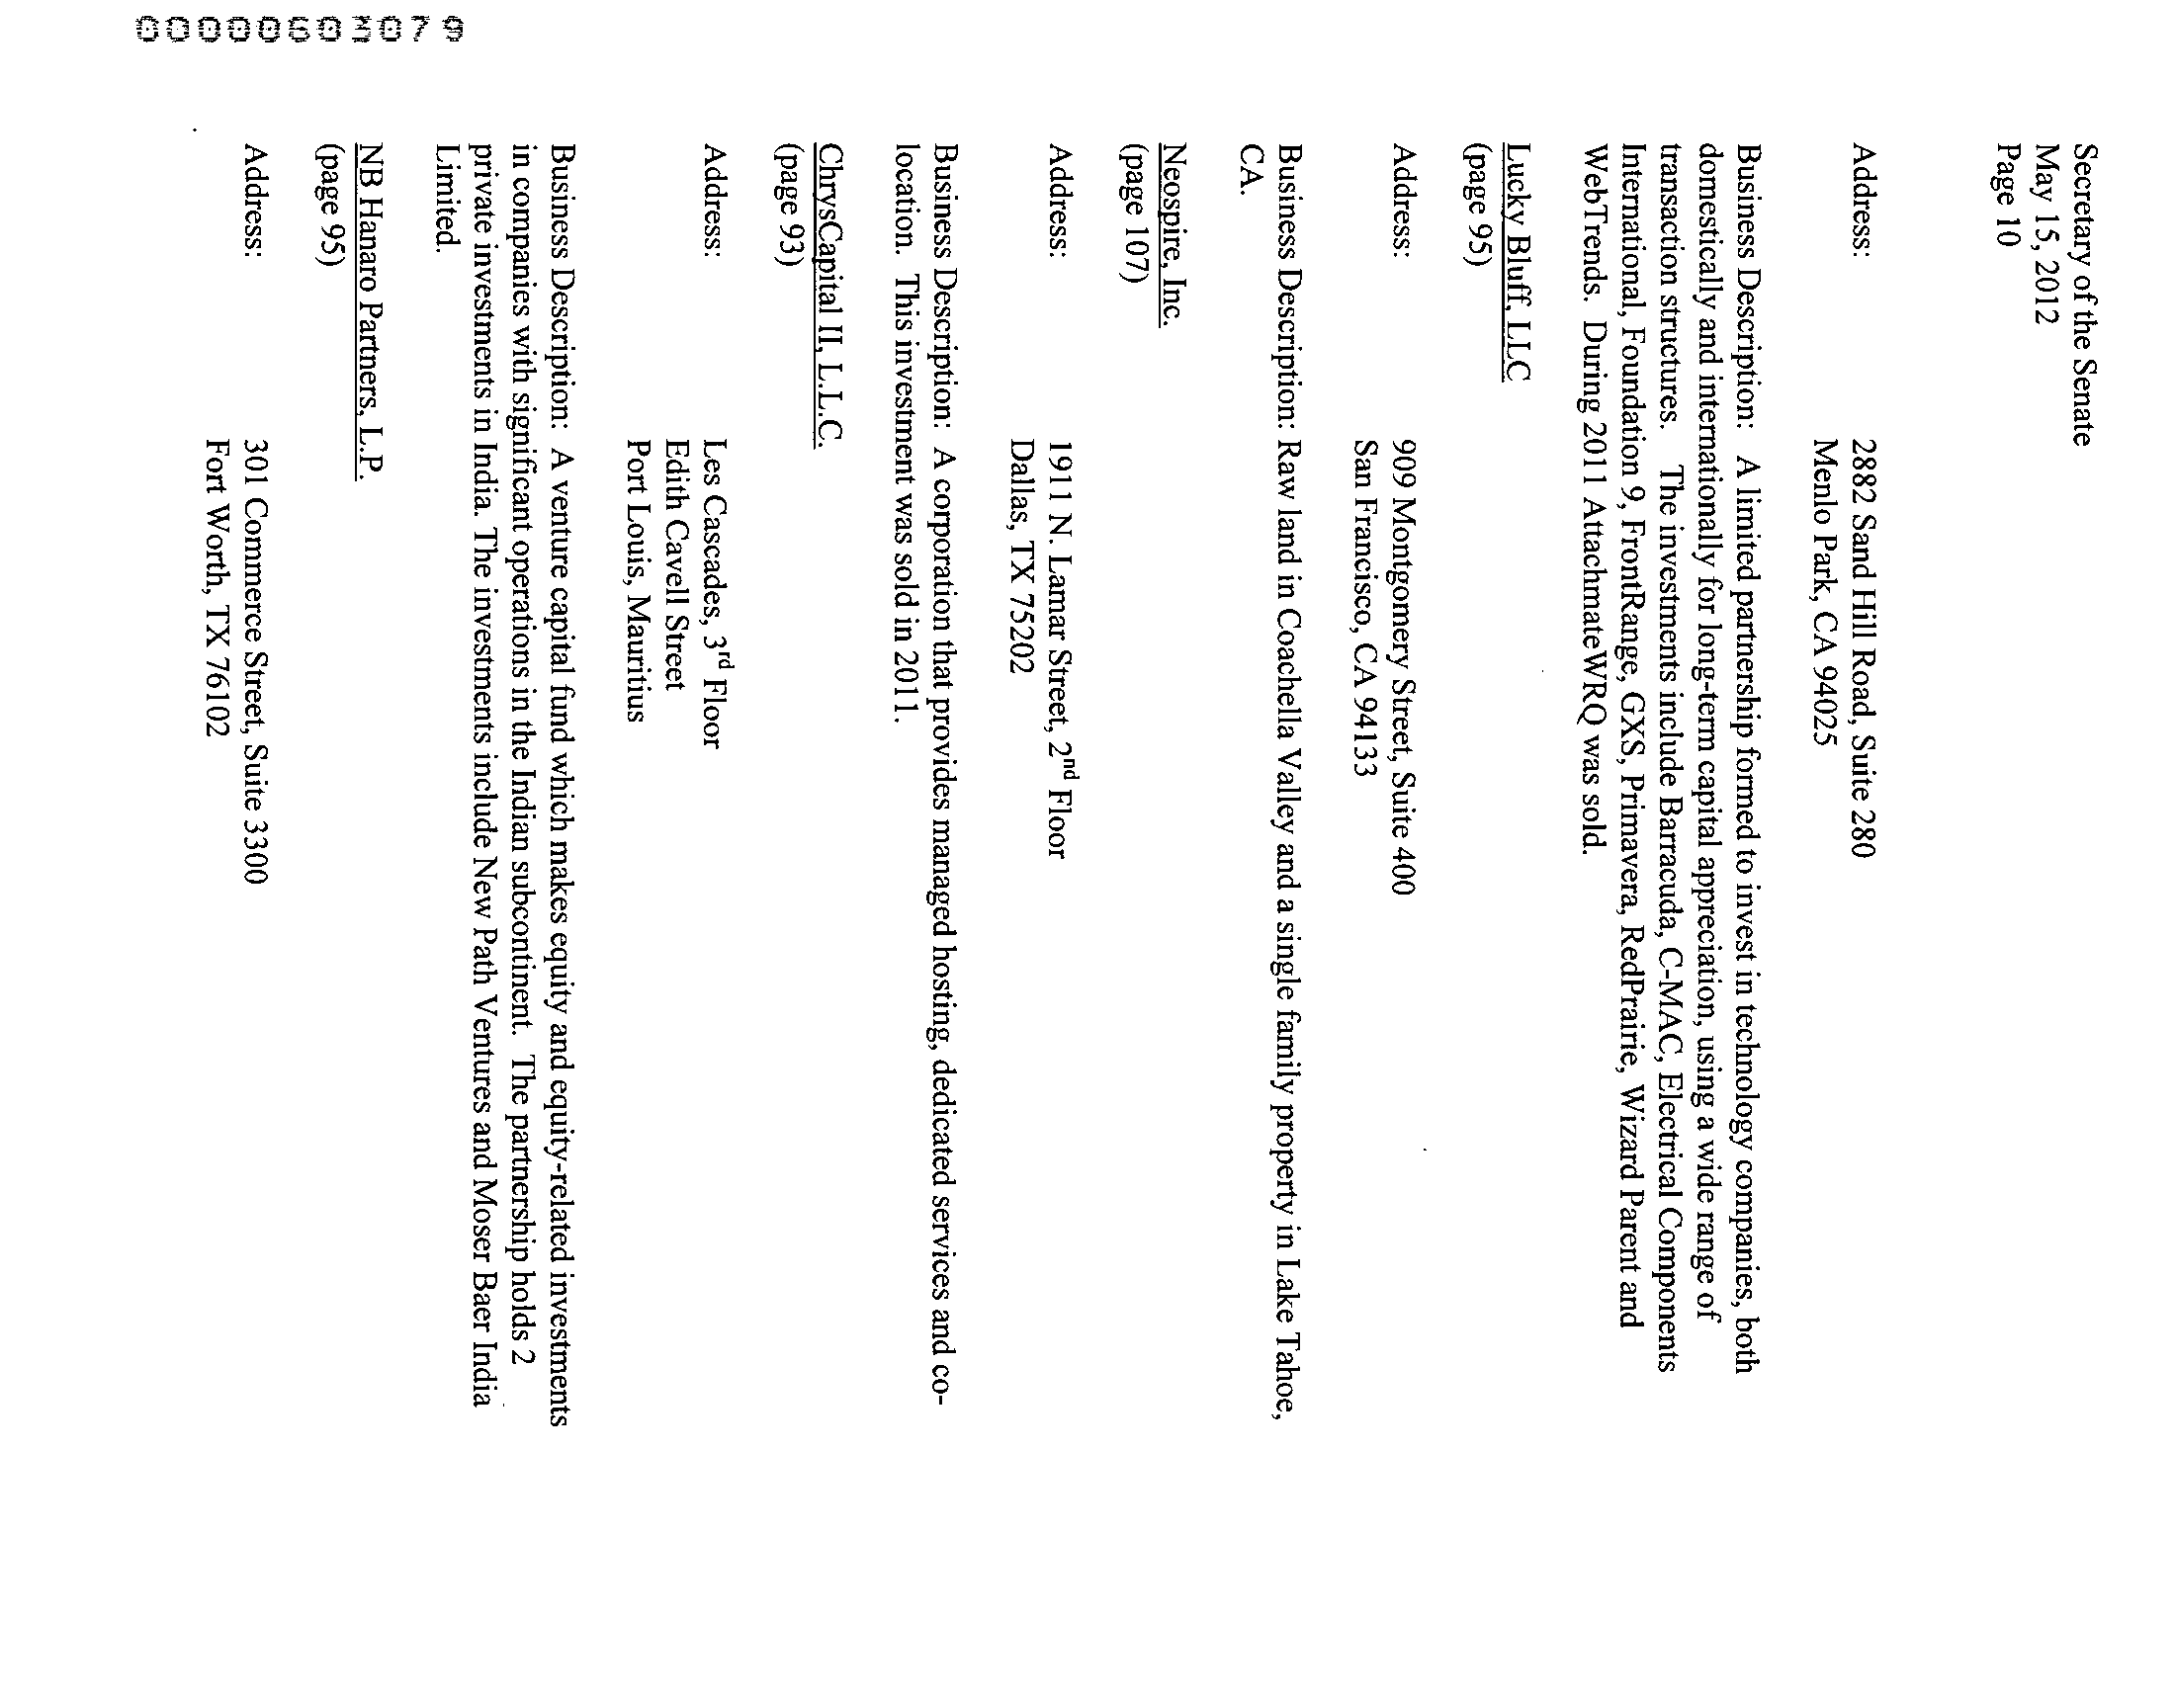 Secretary of the Senate
May 15, 2012
Page 10
Address: 2882 Sand Hill Road, Suite 280
Menlo Park, CA 94025
Business Description: A limited partnership formed to invest in technology companies, both
domestically and internationally for long-term capital appreciation, using a wide range of
transaction structures. The investments include Barracuda, C-MAC, Electrical Components
International, Foundation 9, FrontRange, GXS, Primavera, RedPrairie, Wizard Parent and
WebTrends. During 2011 AttachmateWRQ was sold.
Lucky Bluff, LLC
(page 95)
Address: 909 Montgomery Street, Suite 400
San Francisco, CA 94133
Business Description: Raw land in Coachella Valley and a single family property in Lake Tahoe,
CA.
Neospire, Inc.
(page 107)
Address: 1911 N. Lamar Street, 2nd Floor
Dallas, TX 75202
Business Description: A corporation that provides managed hosting, dedicated services and co-
location. This investment was sold in 2011.
ChrysCapital II, L.L.C.
(page 93)
Address: Les Cascades, 3rd Floor
Edith Cavell Street
Port Louis, Mauritius
Business Description: A venture capital fund which makes equity and equity-related investments
in companies with significant operations in the Indian subcontinent. The partnership holds 2
private investments in India. The investments include New Path Ventures and Moser Baer India
Limited.
NB Hanaro Partners, L.P.
(page 95)
Address: 301 Commerce Street, Suite 3300
Fort Worth, TX 76102